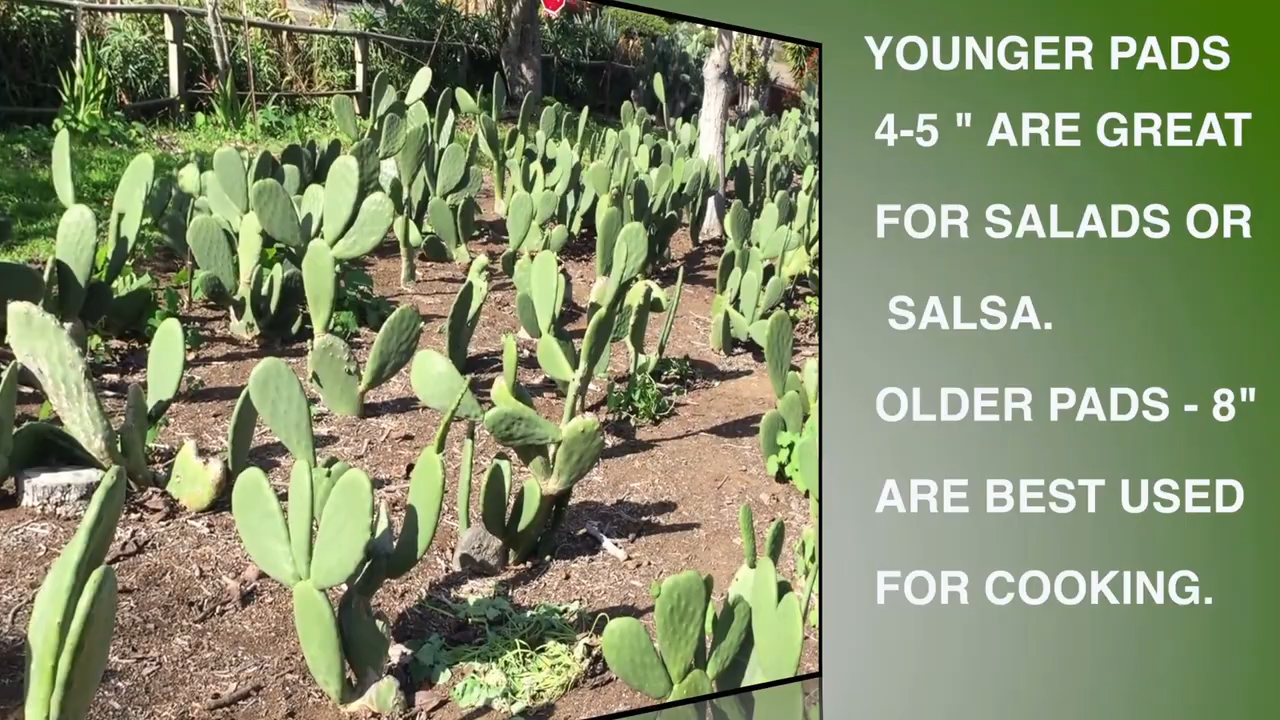 YOUNGER PADS
4-5 " ARE GREAT
FOR SALADS OR
SALSA.
OLDER PADS - 8"
ARE BEST USED
FOR COOKING.